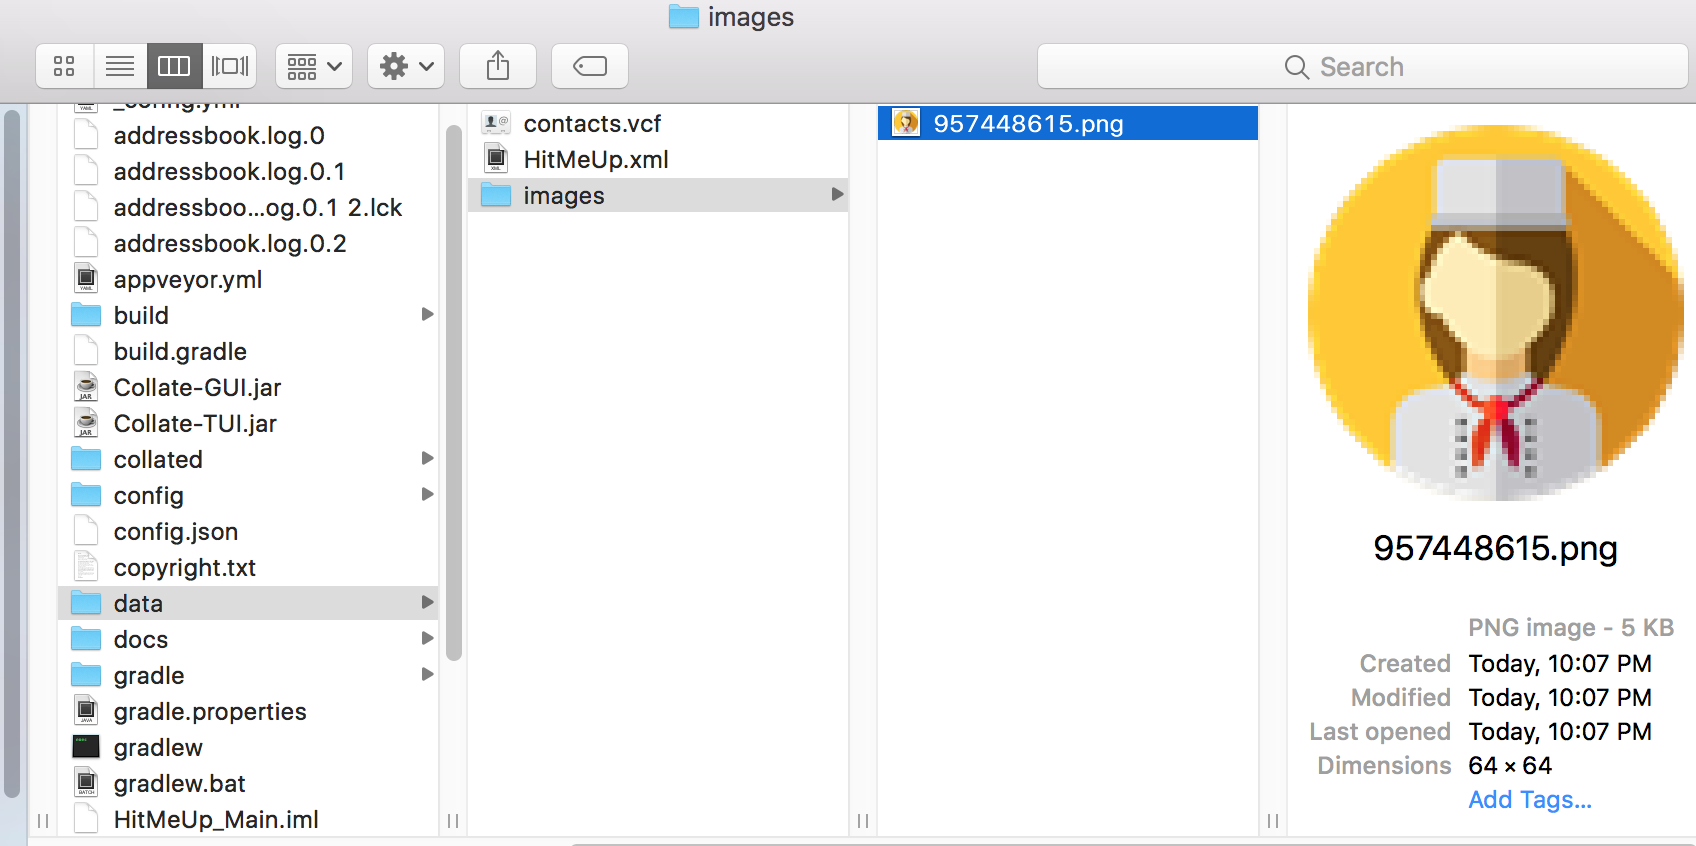 images
Search
_config.yml
addressbook.log.0
addressbook.log.0.1
addressboo...og.0.1 2.lck
addressbook.log.0.2
appveyor.yml
build
build.gradle
Collate-GUI.jar
Collate-TUI.jar
collated
config
config.json
copyright.txt
data
docs
gradle
gradle.properties
gradlew
gradlew.bat
HitMeUp_Main.iml
contacts.vcf
HitMeUp.xml
images
957448615.png
957448615.png
PNG image - 5 KB
Created Today, 10:07 PM
Modified Today, 10:07 PM
Last opened Today, 10:07 PM
Dimensions 64 × 64
Add Tags...